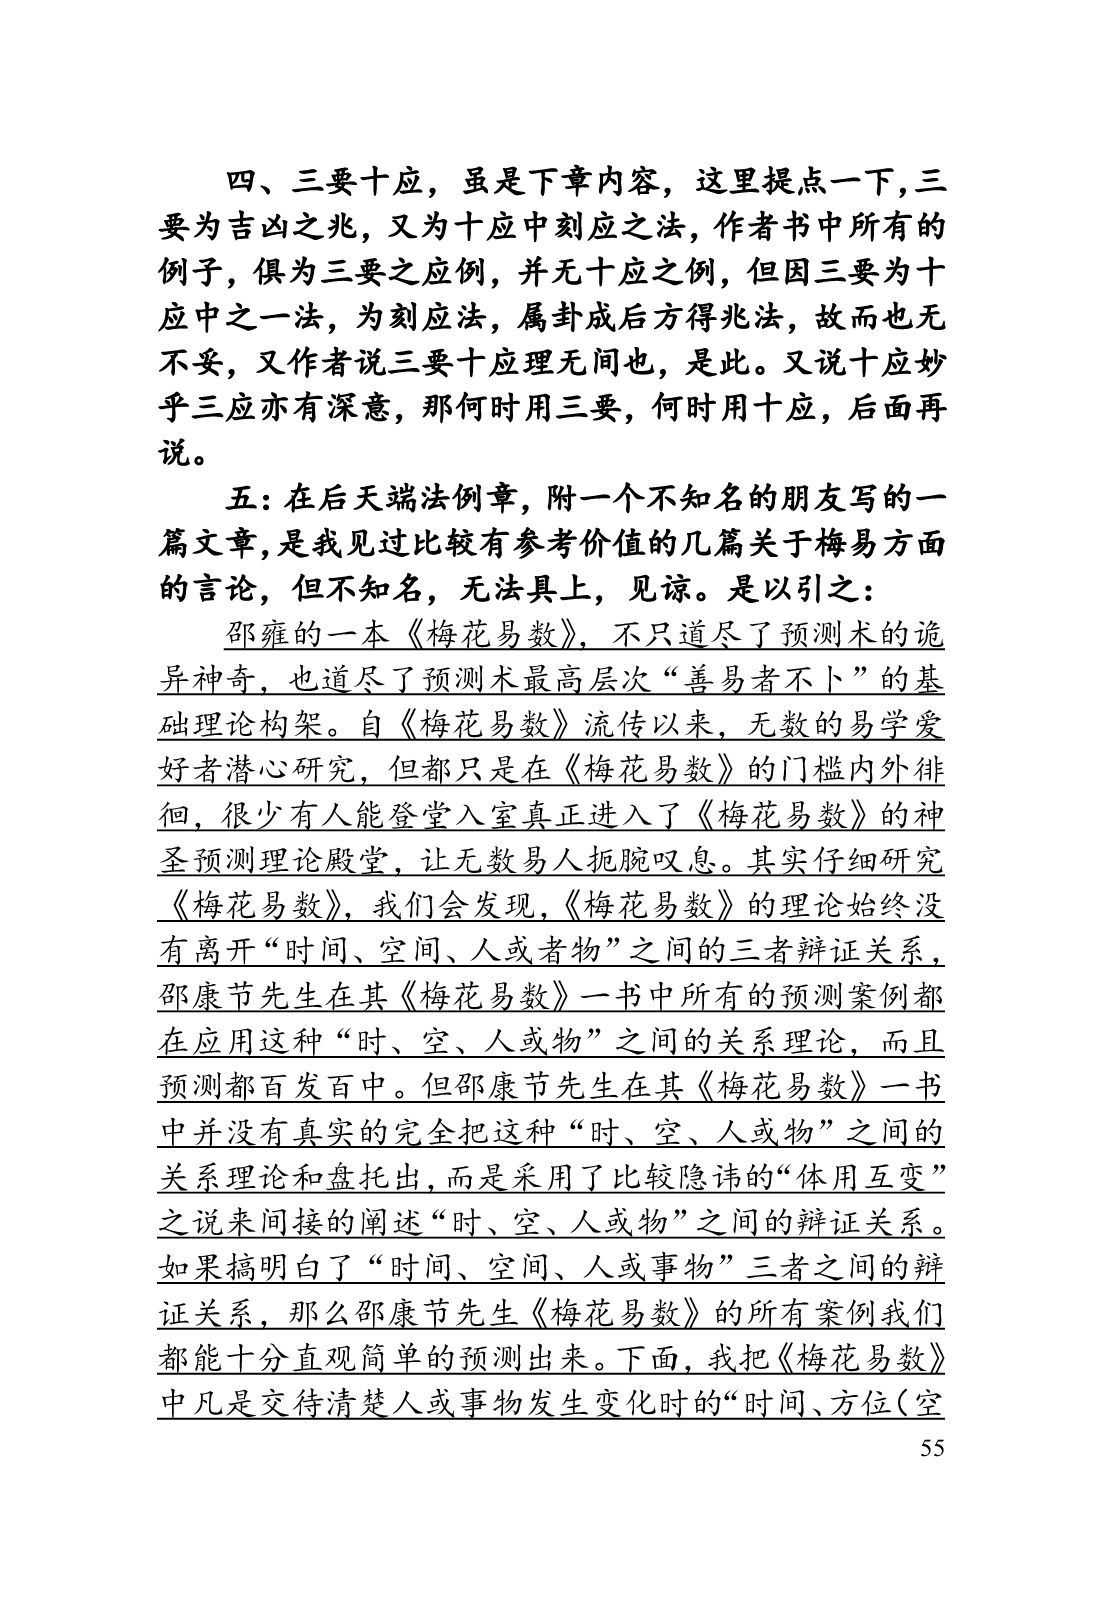 四、三要十应，虽是下章内容，这里提点一下，三
要为吉凶之兆，又为十应中刻应之法，作者书中所有的
例子，俱为三要之应例，并无十应之例，但因三要为十
应中之一法，为刻应法，属卦成后方得兆法，故而也无
不妥，又作者说三要十应理无间也，是此。又说十应妙
乎三应亦有深意，那何时用三要，何时用十应，后面再
说。
五：在后天端法例章，附一个不知名的朋友写的一
篇文章，是我见过比较有参考价值的几篇关于梅易方面
的言论，但不知名，无法具上，见谅。是以引之：
邵雍的一本《梅花易数》，不只道尽了预测术的诡
异神奇，也道尽了预测术最高层次“善易者不卜”的基
础理论构架。自《梅花易数》流传以来，无数的易学爱
好者潜心研究，但都只是在《梅花易数》的门槛内外徘
徊，很少有人能登堂入室真正进入了《梅花易数》的神
圣预测理论殿堂，让无数易人扼腕叹息。其实仔细研究
《梅花易数》，我们会发现，《梅花易数》的理论始终没
有离开“时间、空间、人或者物”之间的三者辩证关系，
邵康节先生在其《梅花易数》一书中所有的预测案例都
在应用这种“时、空、人或物”之间的关系理论，而且
预测都百发百中。但邵康节先生在其《梅花易数》一书
中并没有真实的完全把这种“时、空、人或物”之间的
关系理论和盘托出，而是采用了比较隐讳的“体用互变”
之说来间接的阐述“时、空、人或物”之间的辩证关系。
如果搞明白了“时间、空间、人或事物”三者之间的辩
证关系，那么邵康节先生《梅花易数》的所有案例我们
都能十分直观简单的预测出来。下面，我把《梅花易数》
中凡是交待清楚人或事物发生变化时的“时间、方位（空
55